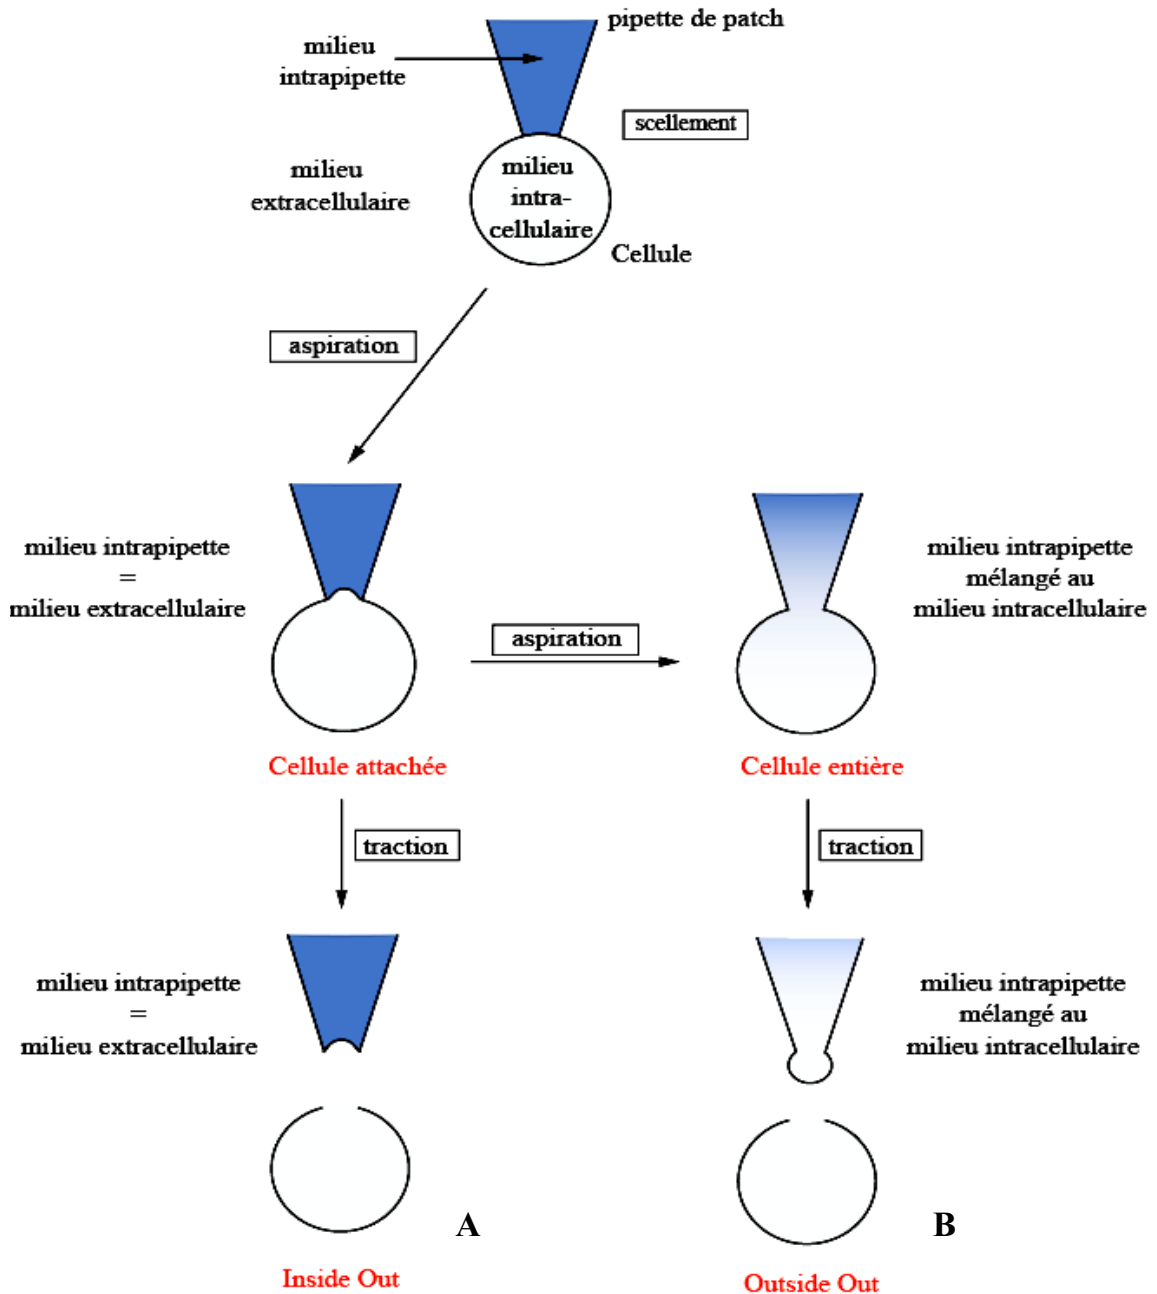 pipette de patch
milieu
intrapipette
scellement
milieu
extracellulaire
milieu
intra-
cellulaire
Cellule
aspiration
milieu intrapipette
=
milieu extracellulaire
aspiration
milieu intrapipette
mélangé au
milieu intracellulaire
Cellule attachée
Cellule entière
traction
traction
milieu intrapipette
=
milieu extracellulaire
milieu intrapipette
mélangé au
milieu intracellulaire
A
B
Inside Out
Outside Out